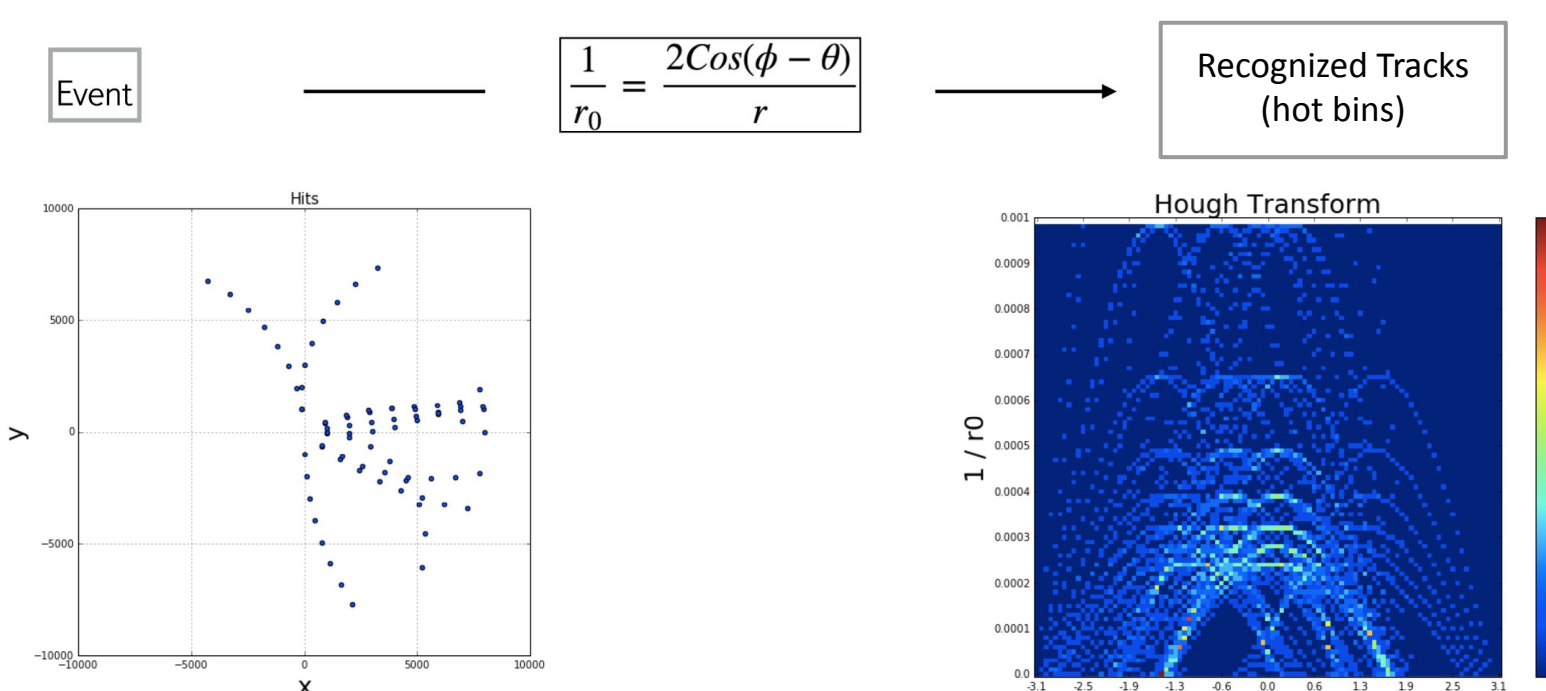 Event
1/r₀ = 2Cos(ϕ − θ)/r
Recognized Tracks
(hot bins)
Hits
10000
5000
0
−5000
−10000
−10000 −5000 0 5000 10000
y
x
Hough Transform
0.001
0.0009
0.0008
0.0007
0.0006
0.0005
0.0004
0.0003
0.0002
0.0001
0.0
-3.1 -2.5 -1.9 -1.3 -0.6 0.0 0.6 1.3 1.9 2.5 3.1
1 / r0